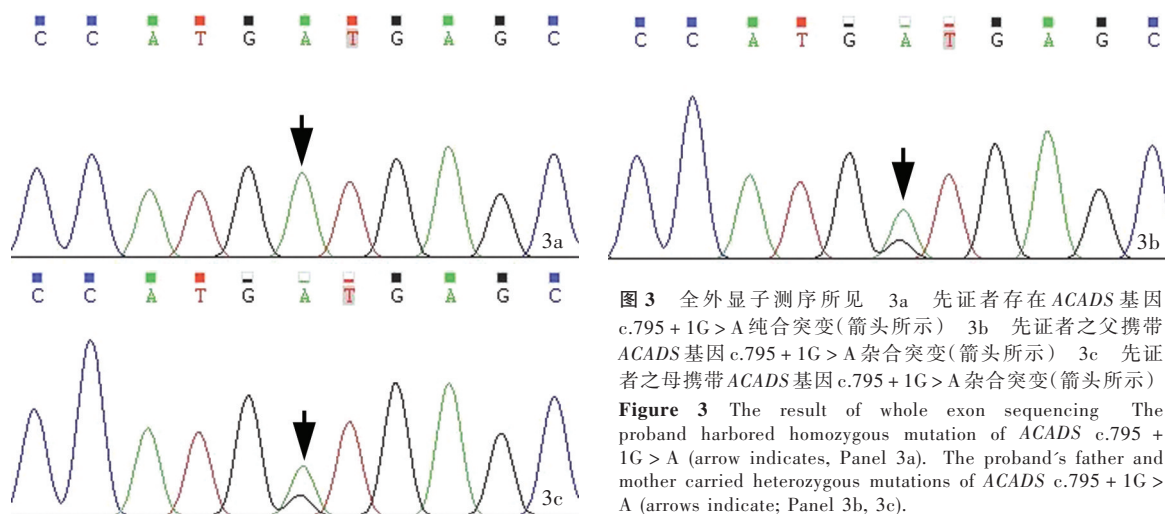 C C A T G A T G A G C
3a
C C A T G A T G A G C
3b
C C A T G A T G A G C
3c
图 3 全外显子测序所见 3a 先证者存在 ACADS 基因
c.795 + 1G > A 纯合突变(箭头所示) 3b 先证者之父携带
ACADS 基因 c.795 + 1G > A 杂合突变(箭头所示) 3c 先证
者之母携带 ACADS 基因 c.795 + 1G > A 杂合突变(箭头所示)
Figure 3 The result of whole exon sequencing The
proband harbored homozygous mutation of ACADS c.795 +
1G > A (arrow indicates, Panel 3a). The proband´s father and
mother carried heterozygous mutations of ACADS c.795 + 1G >
A (arrows indicate; Panel 3b, 3c).